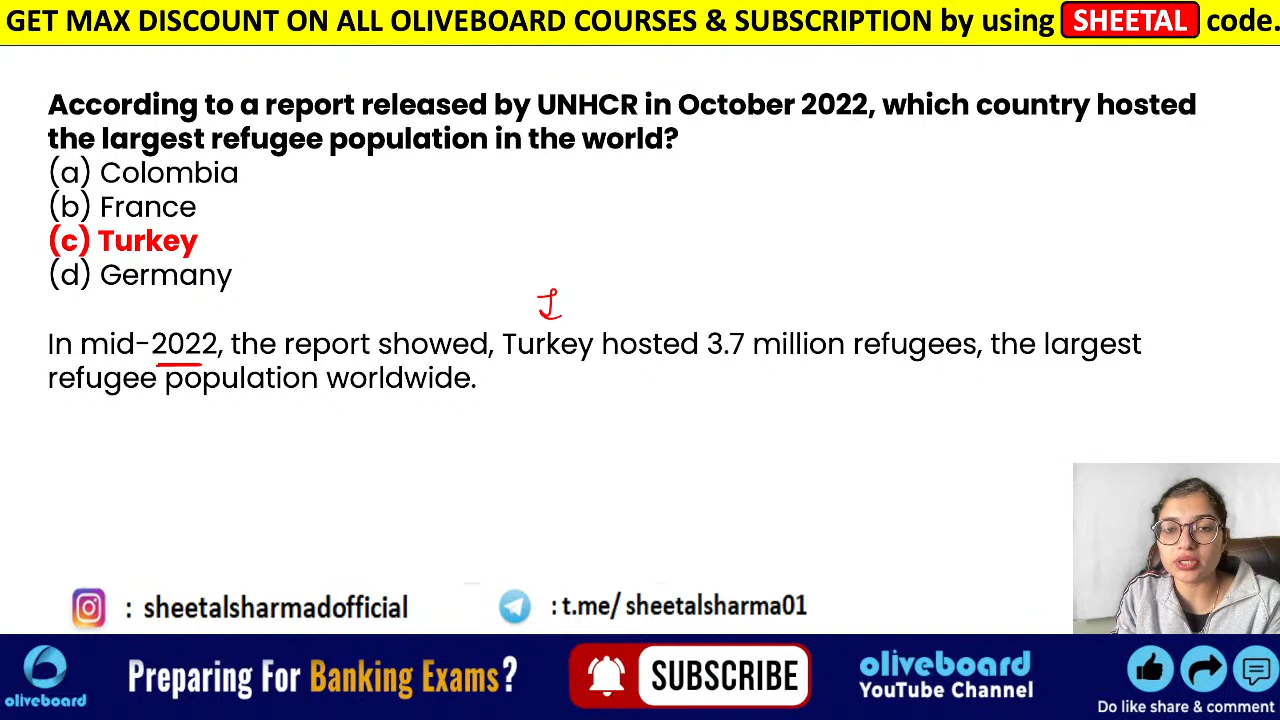 GET MAX DISCOUNT ON ALL OLIVEBOARD COURSES & SUBSCRIPTION by using SHEETAL code.
According to a report released by UNHCR in October 2022, which country hosted
the largest refugee population in the world?
(a) Colombia
(b) France
(c) Turkey
(d) Germany
In mid-2022, the report showed, Turkey hosted 3.7 million refugees, the largest
refugee population worldwide.
: sheetalsharmadofficial
: t.me/ sheetalsharma01
oliveboard
Preparing For Banking Exams?
SUBSCRIBE
oliveboard
YouTube Channel
Do like share & comment